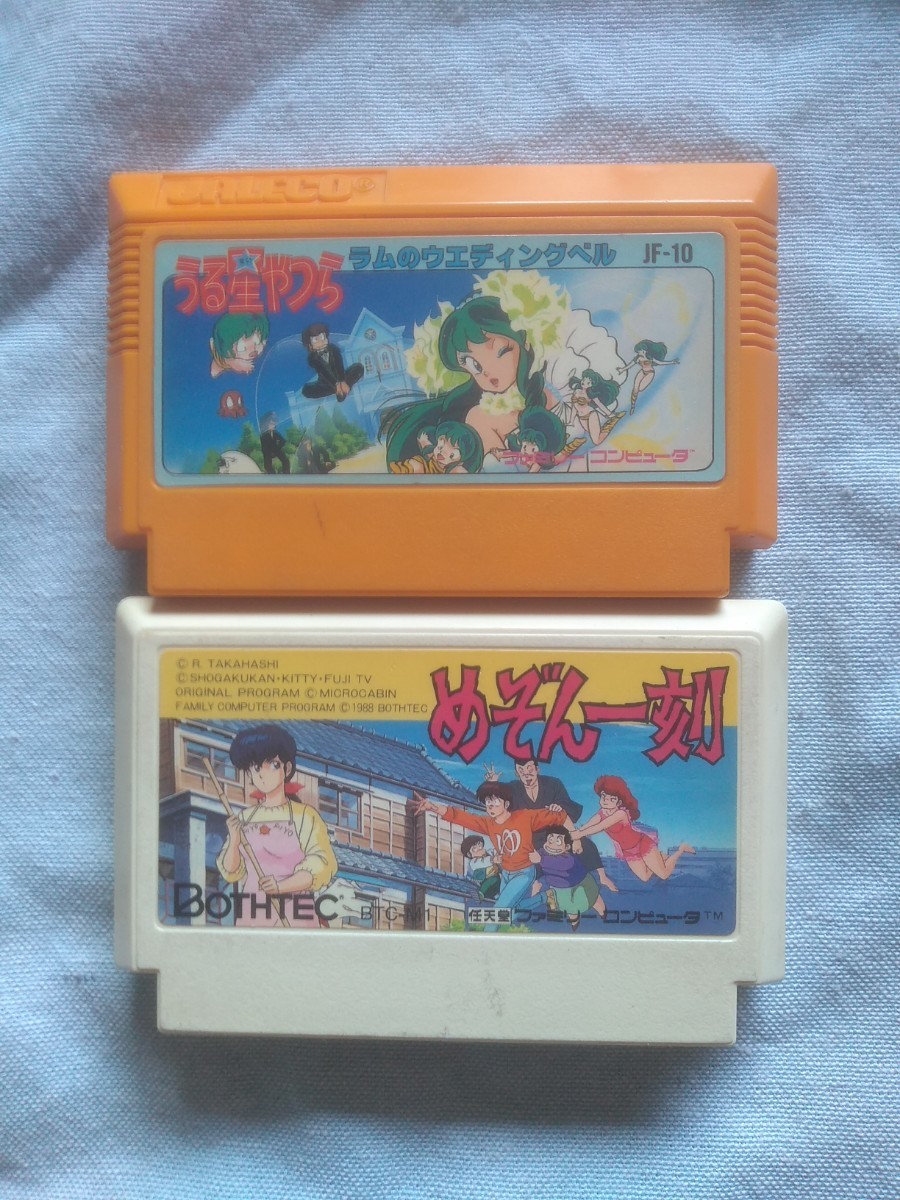 JALECO®
うる星やつら
ラムのウエディングベル
JF-10
ファミリー コンピュータ™
© R. TAKAHASHI
© SHOGAKUKAN・KITTY・FUJI TV
ORIGINAL PROGRAM © MICROCABIN
FAMILY COMPUTER PROGRAM © 1988 BOTHTEC
めぞん一刻
ゆ
BOTHTEC
BTC-M1
任天堂 ファミリー コンピュータ™